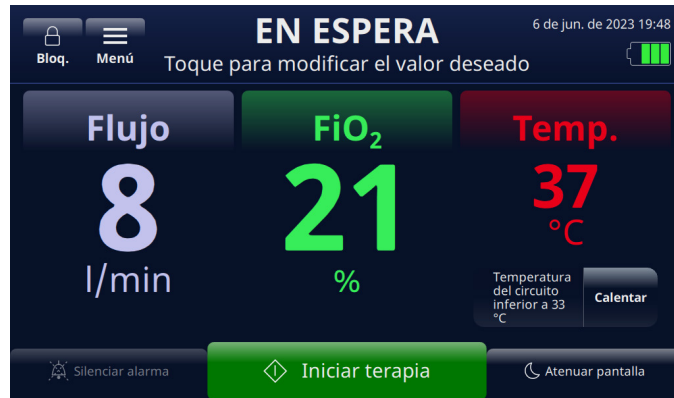 EN ESPERA
6 de jun. de 2023 19:48
Bloq.
Menú
Toque para modificar el valor deseado
Flujo
8
l/min
FiO₂
21
%
Temp.
37
°C
Temperatura
del circuito
inferior a 33
°C
Calentar
Silenciar alarma
Iniciar terapia
Atenuar pantalla